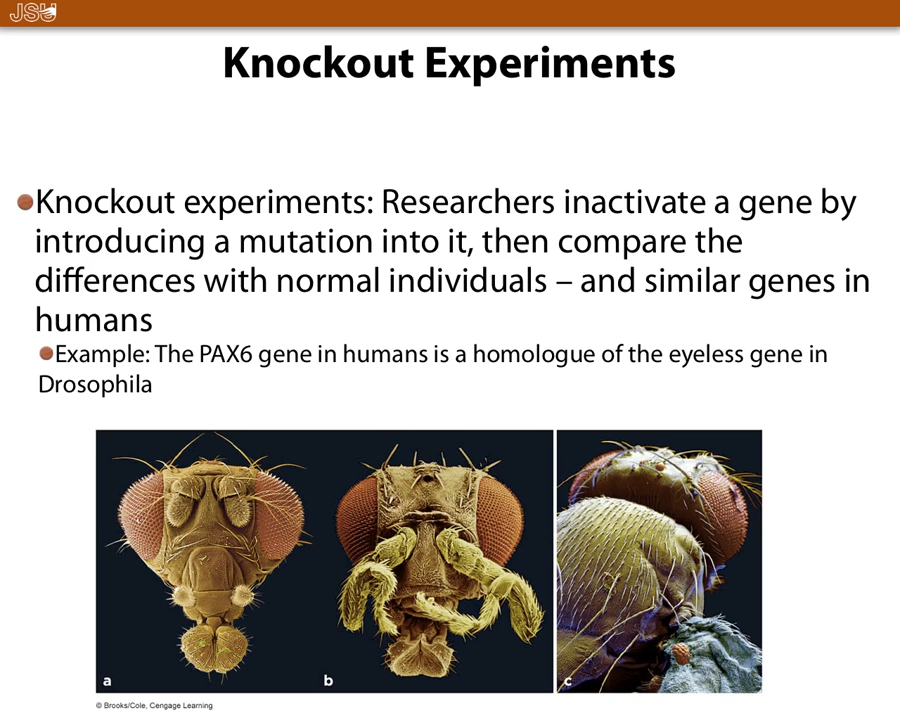 JSU
Knockout Experiments
Knockout experiments: Researchers inactivate a gene by
introducing a mutation into it, then compare the
differences with normal individuals – and similar genes in
humans
Example: The PAX6 gene in humans is a homologue of the eyeless gene in
Drosophila
a b c
© Brooks/Cole, Cengage Learning